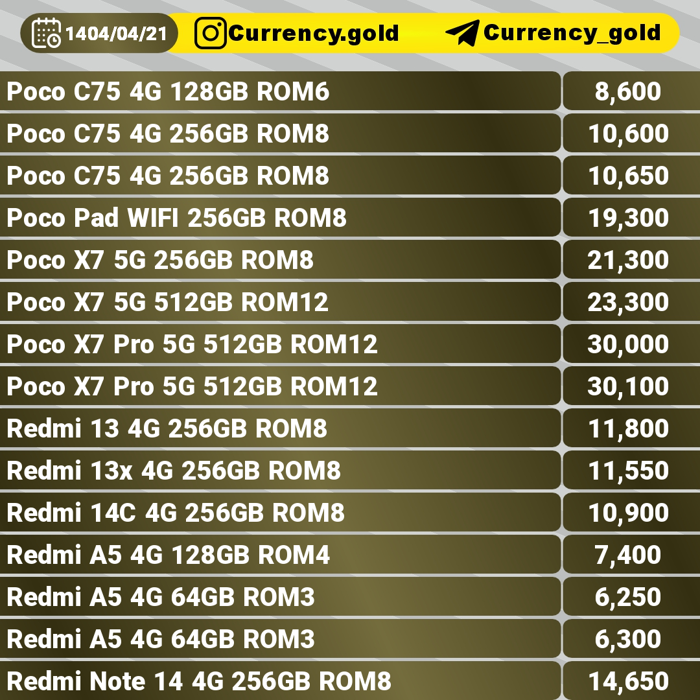 1404/04/21 Currency.gold Currency_gold
Poco C75 4G 128GB ROM6 8,600
Poco C75 4G 256GB ROM8 10,600
Poco C75 4G 256GB ROM8 10,650
Poco Pad WIFI 256GB ROM8 19,300
Poco X7 5G 256GB ROM8 21,300
Poco X7 5G 512GB ROM12 23,300
Poco X7 Pro 5G 512GB ROM12 30,000
Poco X7 Pro 5G 512GB ROM12 30,100
Redmi 13 4G 256GB ROM8 11,800
Redmi 13x 4G 256GB ROM8 11,550
Redmi 14C 4G 256GB ROM8 10,900
Redmi A5 4G 128GB ROM4 7,400
Redmi A5 4G 64GB ROM3 6,250
Redmi A5 4G 64GB ROM3 6,300
Redmi Note 14 4G 256GB ROM8 14,650